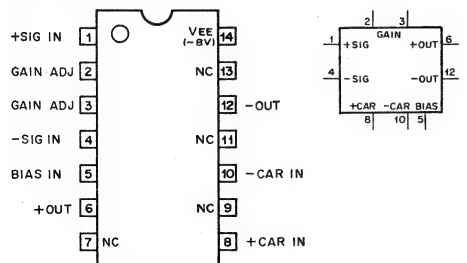 +SIG IN 1
GAIN ADJ 2
GAIN ADJ 3
−SIG IN 4
BIAS IN 5
+OUT 6
7 NC
VEE 14
(−8V)
NC 13
12 −OUT
NC 11
10 −CAR IN
NC 9
8 +CAR IN
2 3
GAIN
1 +SIG +OUT 6
4 −SIG −OUT 12
+CAR −CAR BIAS
8 10 5